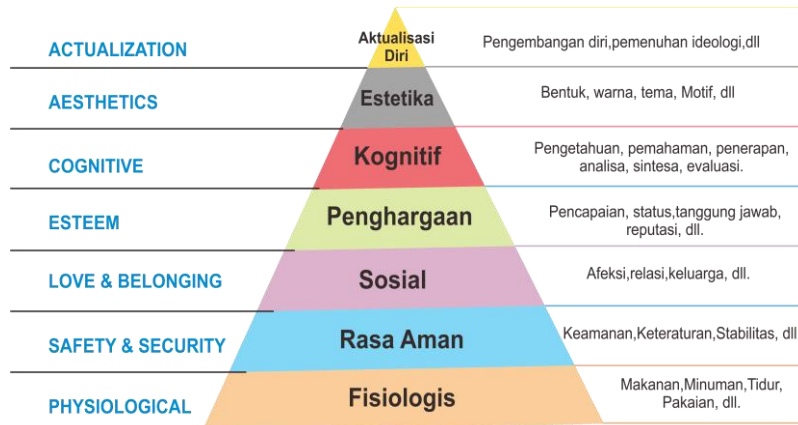 ACTUALIZATION
Aktualisasi
Diri
Pengembangan diri,pemenuhan ideologi,dll
AESTHETICS
Estetika
Bentuk, warna, tema, Motif, dll
COGNITIVE
Kognitif
Pengetahuan, pemahaman, penerapan,
analisa, sintesa, evaluasi.
ESTEEM
Penghargaan
Pencapaian, status,tanggung jawab,
reputasi, dll.
LOVE & BELONGING
Sosial
Afeksi,relasi,keluarga, dll.
SAFETY & SECURITY
Rasa Aman
Keamanan,Keteraturan,Stabilitas, dll
PHYSIOLOGICAL
Fisiologis
Makanan,Minuman,Tidur,
Pakaian, dll.